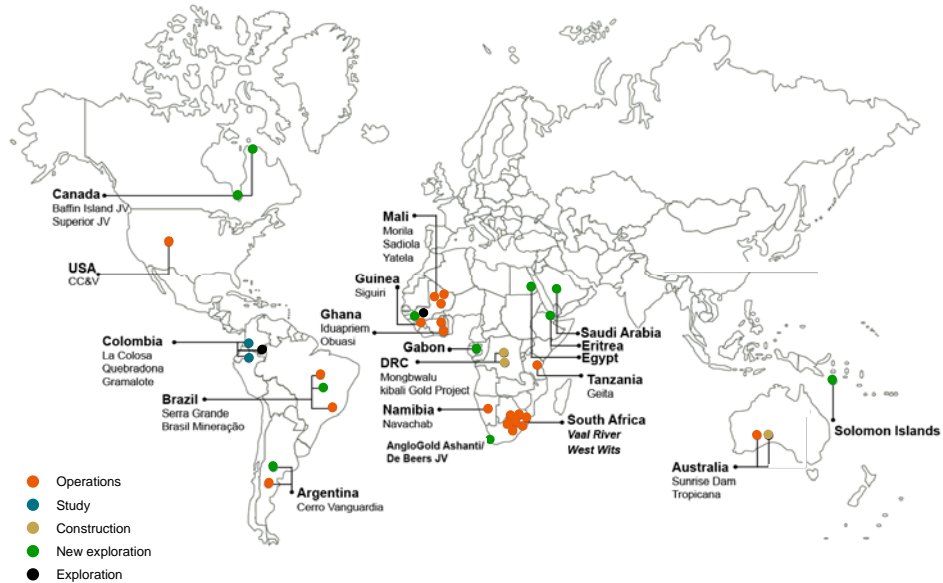 Canada
Baffin Island JV
Superior JV
USA
CC&V
Mali
Morila
Sadiola
Yatela
Guinea
Siguiri
Ghana
Iduapriem
Obuasi
Gabon
DRC
Mongbwalu
kibali Gold Project
Namibia
Navachab
AngloGold Ashanti/
De Beers JV
Saudi Arabia
Eritrea
Egypt
Tanzania
Geita
South Africa
Vaal River
West Wits
Colombia
La Colosa
Quebradona
Gramalote
Brazil
Serra Grande
Brasil Mineração
Argentina
Cerro Vanguardia
Solomon Islands
Australia
Sunrise Dam
Tropicana
Operations
Study
Construction
New exploration
Exploration